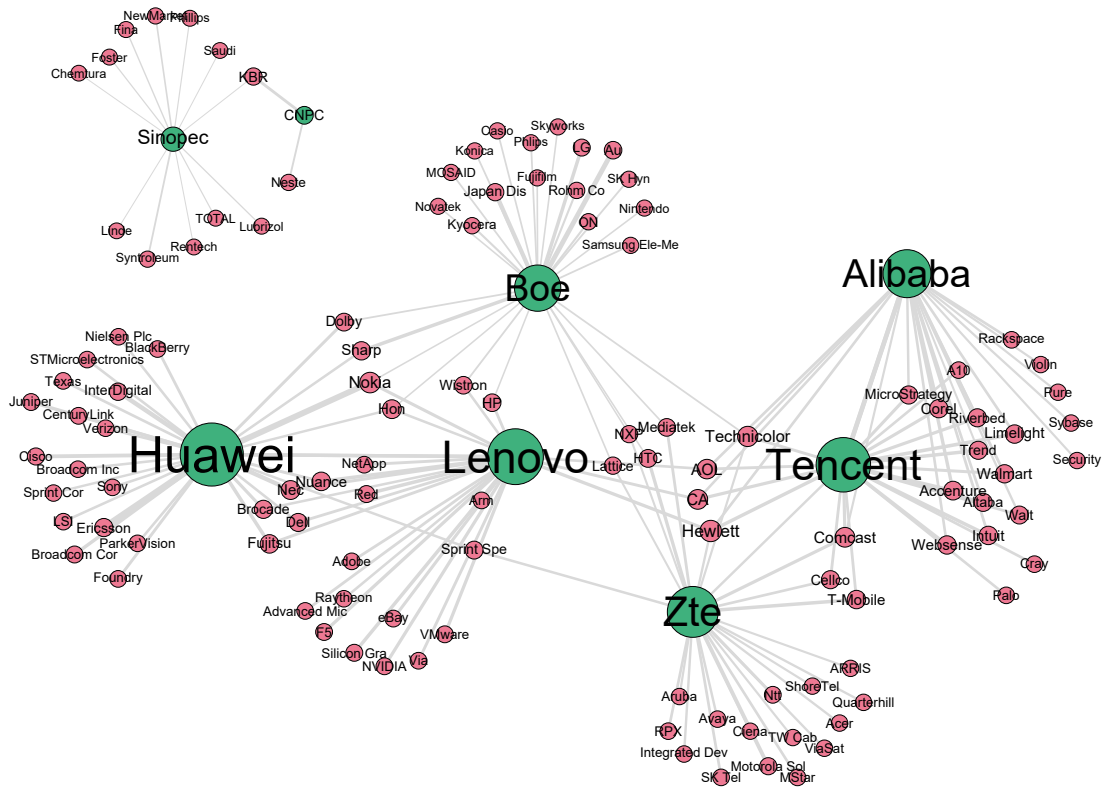 NewMarket
Phillips
Fina
Saudi
Foster
Chemtura
KBR
CNPC
Sinopec
Neste
TOTAL
Lubrizol
Linde
Rentech
Syntroleum
Skyworks
Casio
Phlips
LG
Au
Konica
MOSAID
Fujifilm
SK Hyn
Japan Dis
Rohm Co
Novatek
Nintendo
Kyocera
ON
Samsung Ele-Me
Boe
Alibaba
Dolby
Nielsen Plc
BlackBerry
Sharp
STMicroelectronics
Rackspace
Violin
A10
Texas
Nokia
Wistron
InterDigital
MicroStrategy
Pure
Juniper
HP
CenturyLink
Hon
Corel
Riverbed
Sybase
Verizon
NXP
Mediatek
Technicolor
Limelight
Trend
Cisco
Huawei
Lenovo
HTC
Lattice
Security
NetApp
AOL
Tencent
Broadcom Inc
Walmart
Nuance
Sony
Nec
Sprint Cor
Red
Arm
CA
Accenture
Altaba
Brocade
Walt
LSI
Dell
Ericsson
Hewlett
Intuit
ParkerVision
Fujitsu
Comcast
Websense
Broadcom Cor
Sprint Spe
Adobe
Cray
Foundry
Cellco
Raytheon
T-Mobile
Palo
Advanced Mic
Zte
F5
eBay
VMware
Silicon Gra
NVIDIA
Via
ARRIS
ShoreTel
Aruba
Ntt
Quarterhill
Avaya
Acer
RPX
Ciena
TW Cab
ViaSat
Integrated Dev
Motorola Sol
SK Tel
MStar